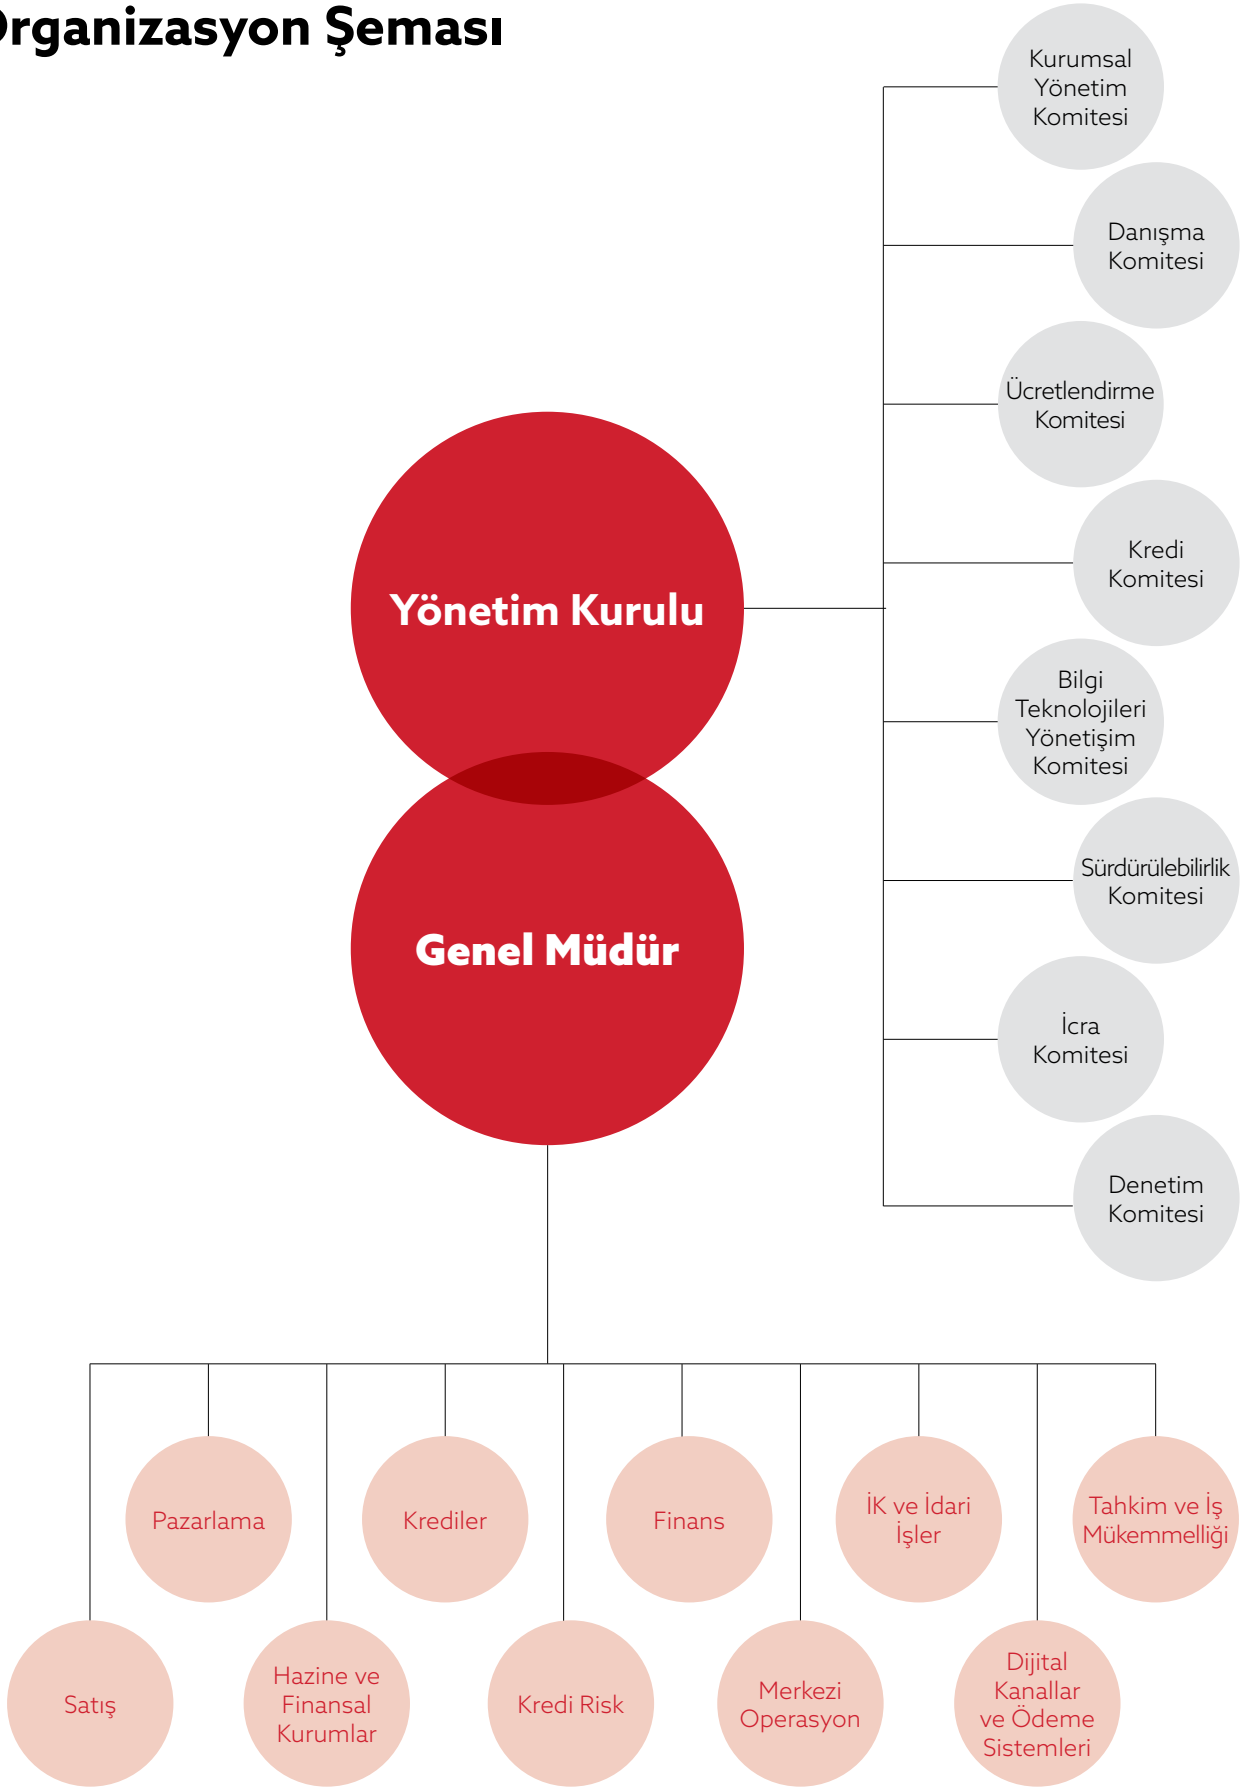 Organizasyon Şeması
Kurumsal
Yönetim
Komitesi
Danışma
Komitesi
Ücretlendirme
Komitesi
Kredi
Komitesi
Yönetim Kurulu
Bilgi
Teknolojileri
Yönetişim
Komitesi
Sürdürülebilirlik
Komitesi
Genel Müdür
İcra
Komitesi
Denetim
Komitesi
Pazarlama
Krediler
Finans
İK ve İdari
İşler
Tahkim ve İş
Mükemmelliği
Satış
Hazine ve
Finansal
Kurumlar
Kredi Risk
Merkezi
Operasyon
Dijital
Kanallar
ve Ödeme
Sistemleri